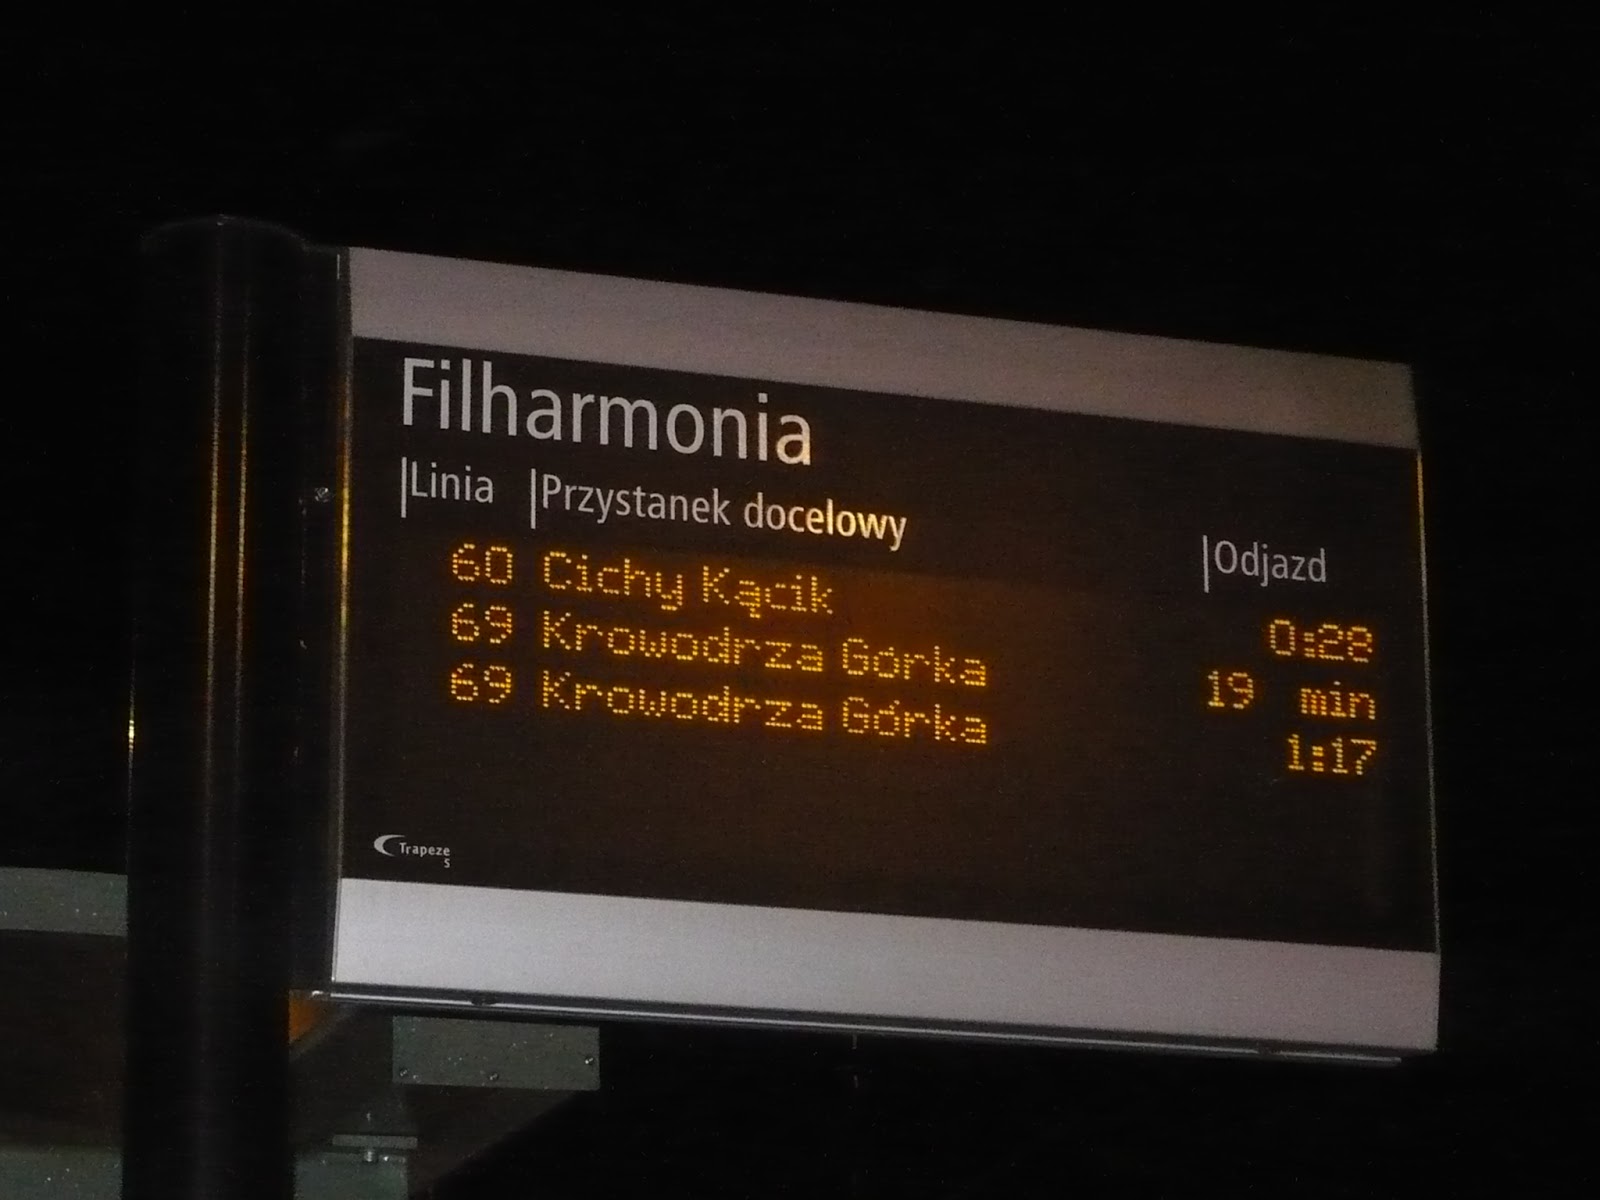 Filharmonia
|Linia |Przystanek docelowy |Odjazd
60 Cichy Kącik 0:28
69 Krowodrza Górka 19 min
69 Krowodrza Górka 1:17
Trapeze
S